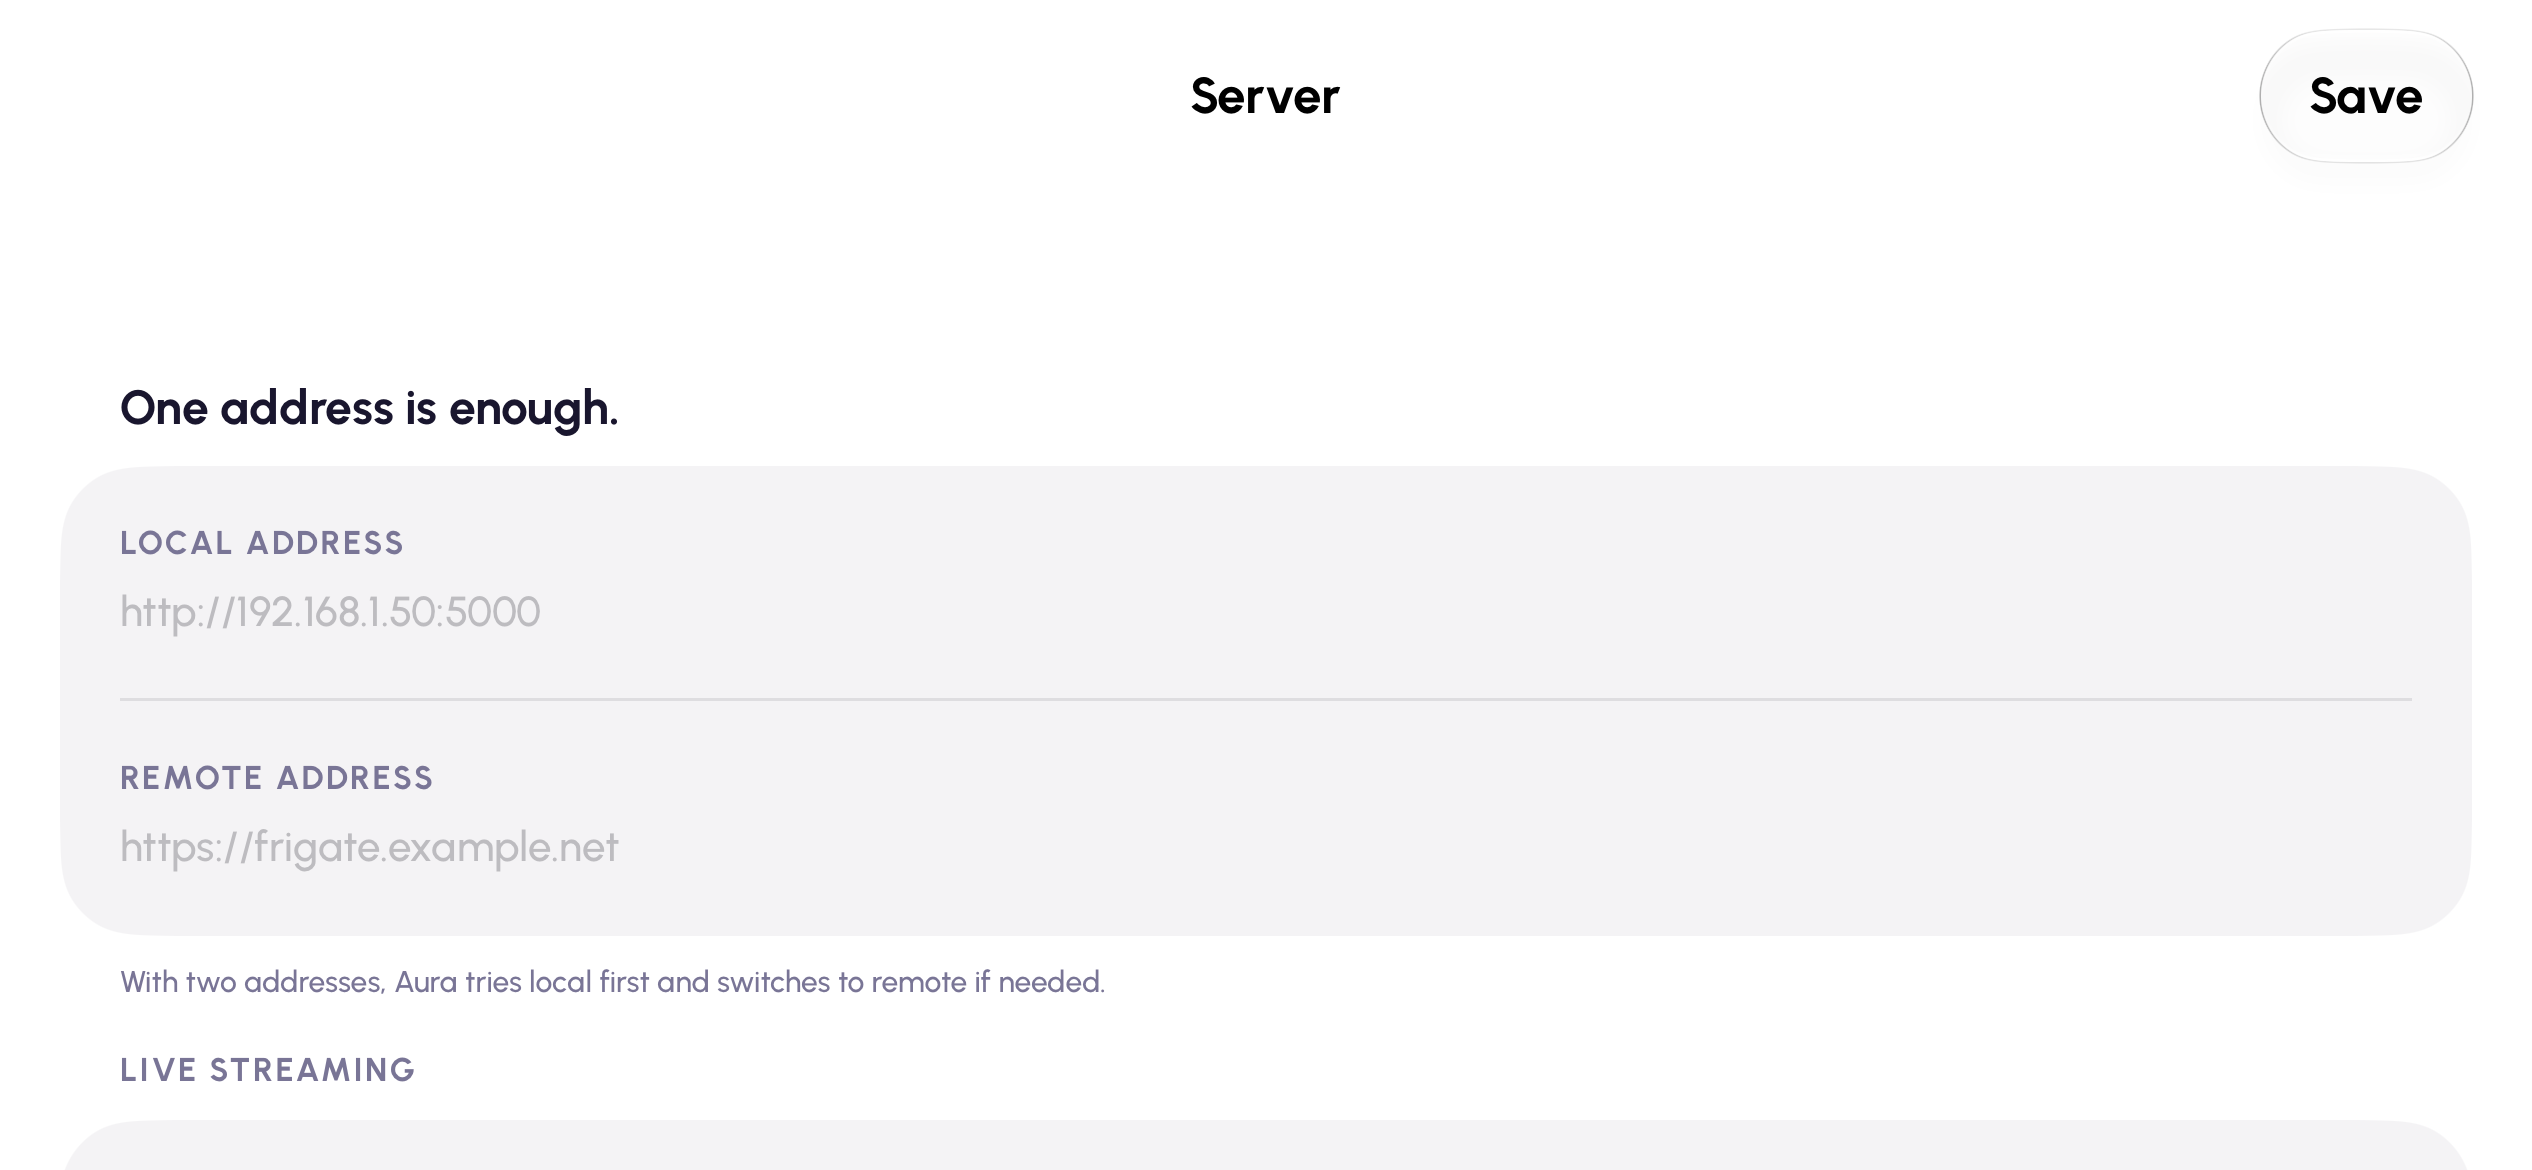 Server
Save
One address is enough.
LOCAL ADDRESS
http://192.168.1.50:5000
REMOTE ADDRESS
https://frigate.example.net
With two addresses, Aura tries local first and switches to remote if needed.
LIVE STREAMING